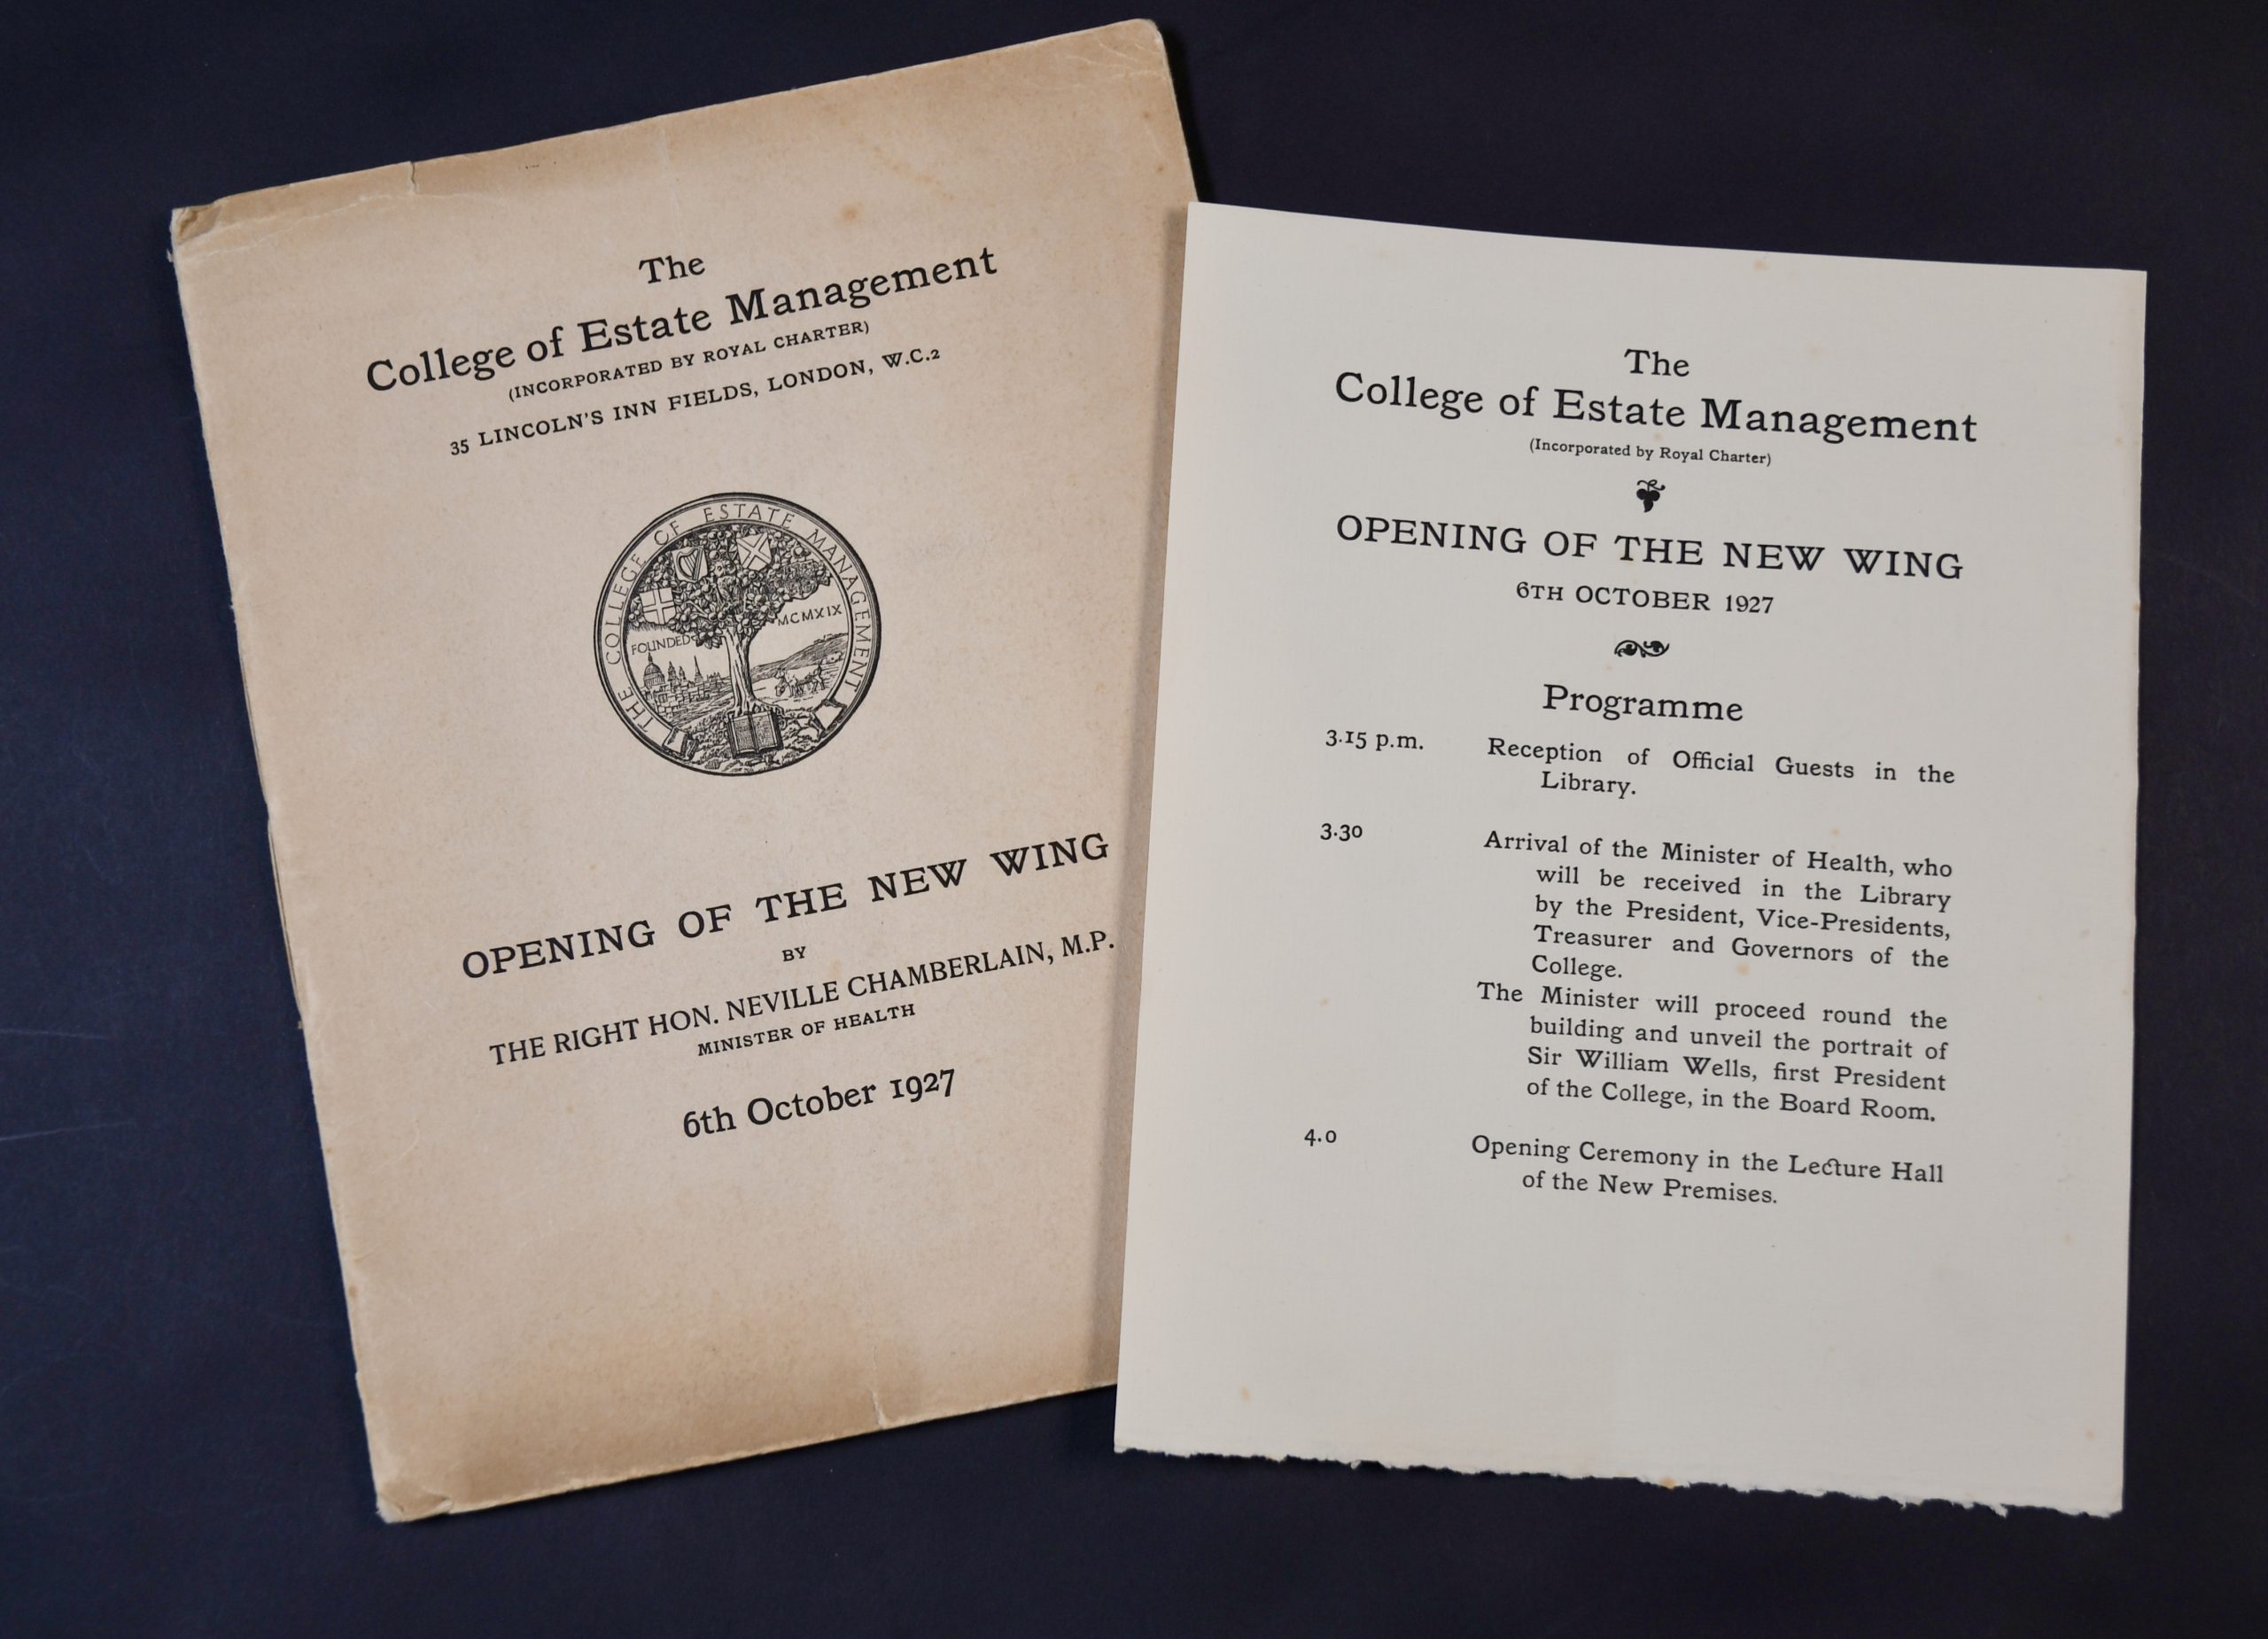 The
College of Estate Management
(INCORPORATED BY ROYAL CHARTER)
35 LINCOLN'S INN FIELDS, LONDON, W.C.2
THE COLLEGE OF ESTATE MANAGEMENT
FOUNDED MCMXIX
OPENING OF THE NEW WING
BY
THE RIGHT HON. NEVILLE CHAMBERLAIN, M.P.
MINISTER OF HEALTH
6th October 1927
The
College of Estate Management
(Incorporated by Royal Charter)
OPENING OF THE NEW WING
6TH OCTOBER 1927
Programme
3.15 p.m. Reception of Official Guests in the
Library.
3.30 Arrival of the Minister of Health, who
will be received in the Library
by the President, Vice-Presidents,
Treasurer and Governors of the
College.
The Minister will proceed round the
building and unveil the portrait of
Sir William Wells, first President
of the College, in the Board Room.
4.0 Opening Ceremony in the Lecture Hall
of the New Premises.